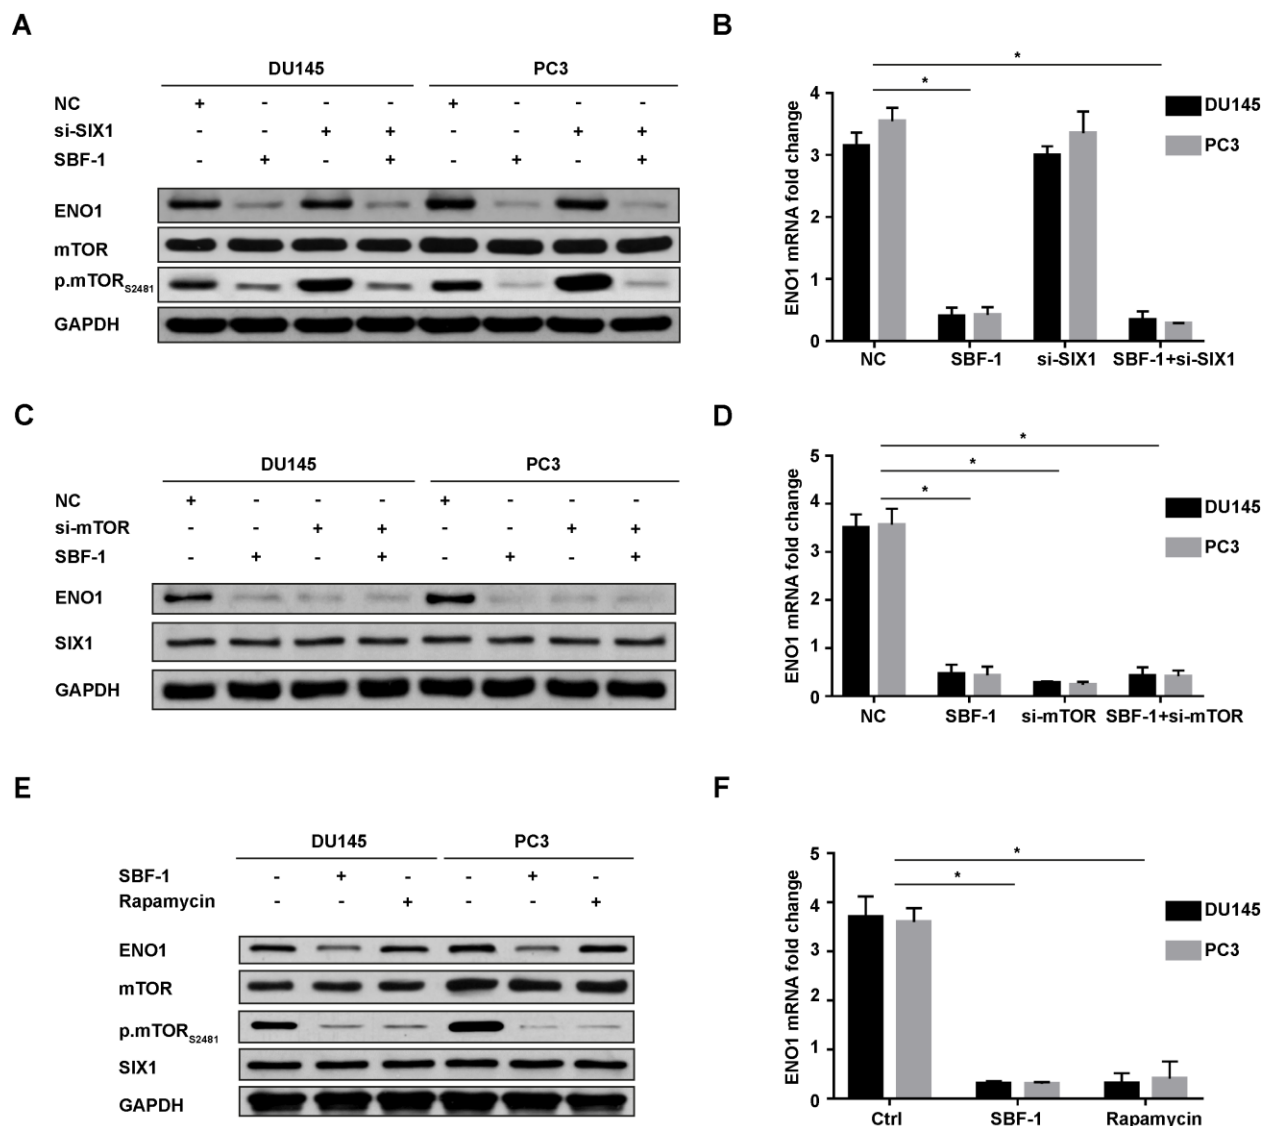 A
DU145 PC3
NC + - - - + - - -
si-SIX1 - - + + - - + +
SBF-1 - + - + - + - +
ENO1
mTOR
p.mTORS2481
GAPDH
B
*
*
4
3
2
1
0
ENO1 mRNA fold change
NC SBF-1 si-SIX1 SBF-1+si-SIX1
DU145
PC3
C
DU145 PC3
NC + - - - + - - -
si-mTOR - - + + - - + +
SBF-1 - + - + - + - +
ENO1
SIX1
GAPDH
D
*
*
*
5
4
3
2
1
0
ENO1 mRNA fold change
NC SBF-1 si-mTOR SBF-1+si-mTOR
DU145
PC3
E
DU145 PC3
SBF-1 - + - - + -
Rapamycin - - + - - +
ENO1
mTOR
p.mTORS2481
SIX1
GAPDH
F
*
*
5
4
3
2
1
0
ENO1 mRNA fold change
Ctrl SBF-1 Rapamycin
DU145
PC3